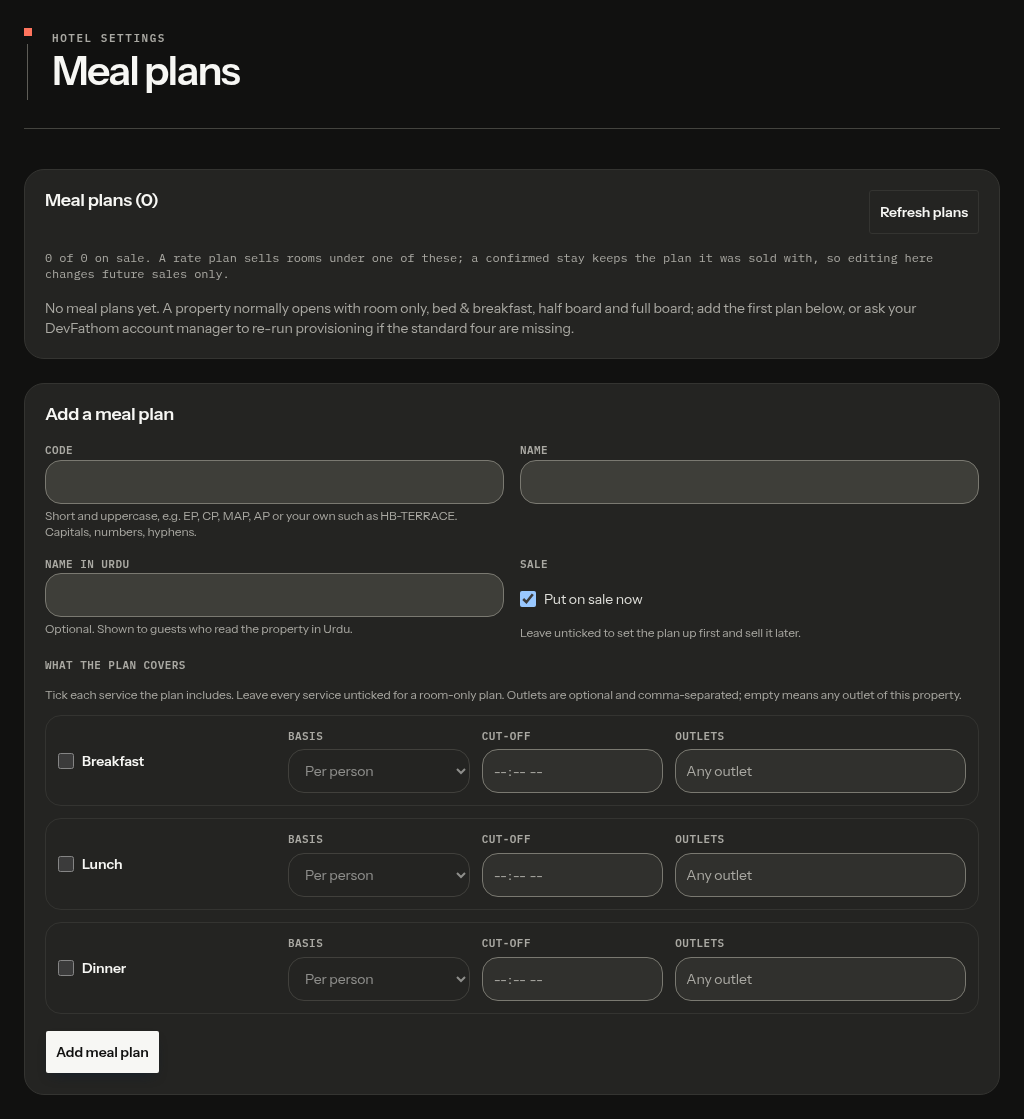 HOTEL SETTINGS
Meal plans
Meal plans (0)
Refresh plans
0 of 0 on sale. A rate plan sells rooms under one of these; a confirmed stay keeps the plan it was sold with, so editing here
changes future sales only.
No meal plans yet. A property normally opens with room only, bed & breakfast, half board and full board; add the first plan below, or ask your
DevFathom account manager to re-run provisioning if the standard four are missing.
Add a meal plan
CODE
NAME
Short and uppercase, e.g. EP, CP, MAP, AP or your own such as HB-TERRACE.
Capitals, numbers, hyphens.
NAME IN URDU
SALE
Put on sale now
Optional. Shown to guests who read the property in Urdu.
Leave unticked to set the plan up first and sell it later.
WHAT THE PLAN COVERS
Tick each service the plan includes. Leave every service unticked for a room-only plan. Outlets are optional and comma-separated; empty means any outlet of this property.
BASIS CUT-OFF OUTLETS
Breakfast Per person --:-- -- Any outlet
BASIS CUT-OFF OUTLETS
Lunch Per person --:-- -- Any outlet
BASIS CUT-OFF OUTLETS
Dinner Per person --:-- -- Any outlet
Add meal plan